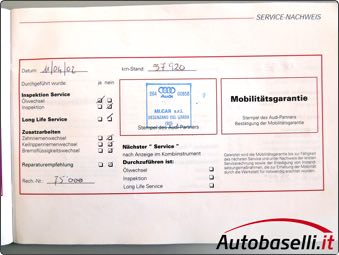 SERVICE-NACHWEIS
Datum: 11/04/02 km-Stand: 37920
Durchgeführt wurde: ja nein
Inspektion Service
Ölwechsel
Inspektion
Long Life Service
Zusatzarbeiten
Zahnriemenwechsel
Keilrippenriemenwechsel
Bremsflüssigkeitswechsel
Reparaturempfehlung
Rech.-Nr.: 75000
Audi
MILCAR s.r.l.
DESENZANO DEL GARDA
Stempel des Audi-Partners
Nächster " Service "
nach Anzeige im Kombiinstrument
Durchzuführen ist:
Ölwechsel
Inspektion
Long Life Service
Mobilitätsgarantie
Stempel des Audi-Partners
Bestätigung der Mobilitätsgarantie
Autobaselli.it